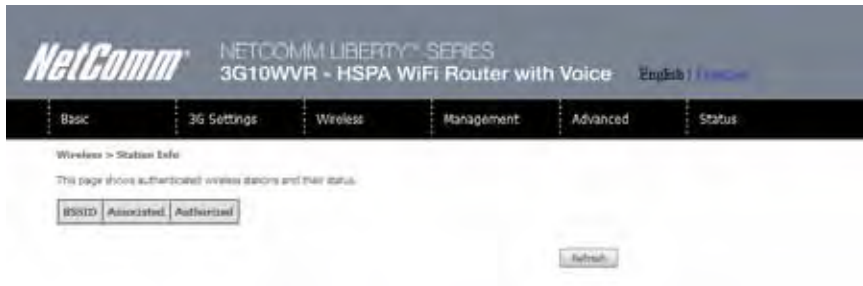 NetComm
NETCOMM LIBERTY™ SERIES
3G10WVR - HSPA WiFi Router with Voice English | Français
Basic 3G Settings Wireless Management Advanced Status
Wireless > Station Info
This page shows authenticated wireless stations and their status.
BSSID Associated Authorized
Refresh